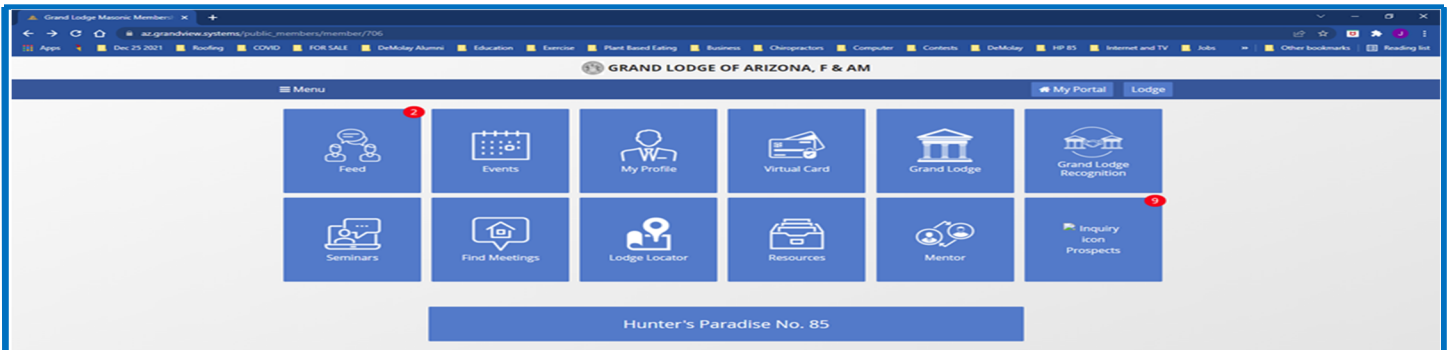 Grand Lodge Masonic Members/
az.grandview.systems/public_members/member/706
Apps Dec 25 2021 Roofing COVID FOR SALE DeMolay Alumni Education Exercise Plant Based Eating Business Chiropractors Computer Contests DeMolay HP 85 Internet and TV Jobs » Other bookmarks Reading list
GRAND LODGE OF ARIZONA, F & AM
Menu My Portal Lodge
2
Feed Events My Profile Virtual Card Grand Lodge Grand Lodge
Recognition
9
Inquiry
icon
Seminars Find Meetings Lodge Locator Resources Mentor Prospects
Hunter's Paradise No. 85